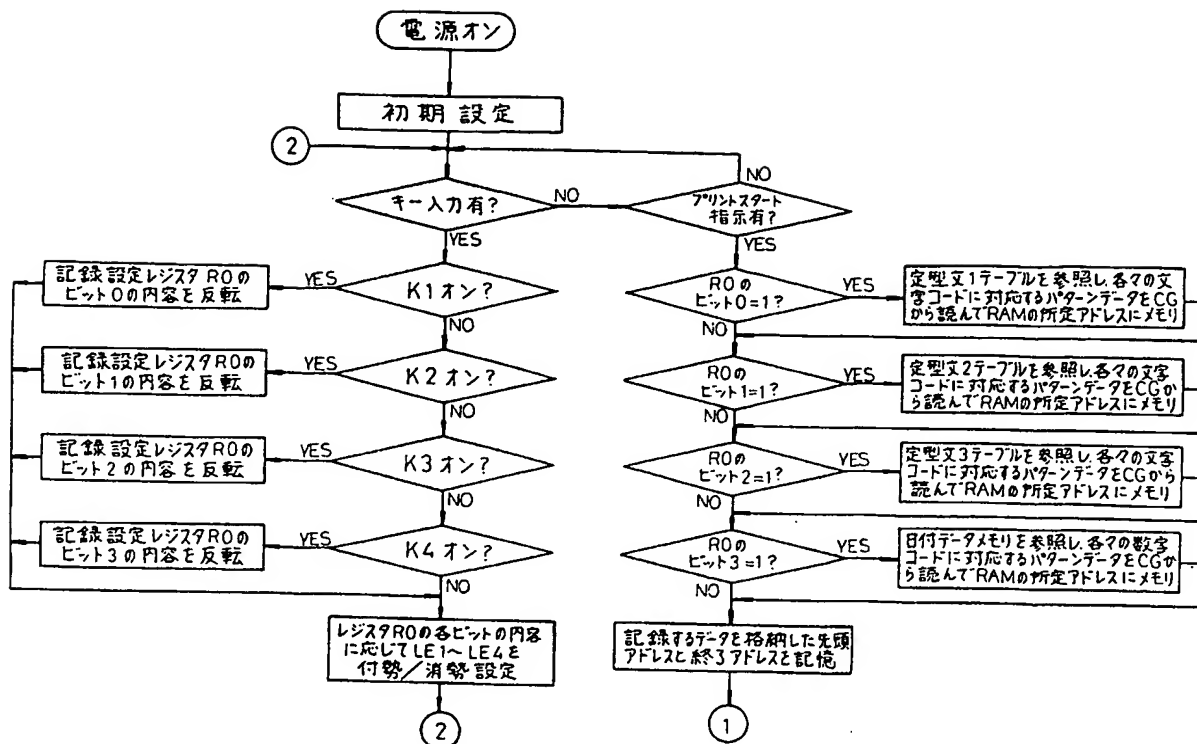 電源オン
初期設定
2
キー入力有?
NO
プリントスタート
指示有?
NO
YES
YES
記録設定レジスタR0の
ビット0の内容を反転
YES
K1オン?
NO
R0の
ビット0=1?
YES
NO
定型文1テーブルを参照し、各々の文
字コードに対応するパターンデータをCG
から読んでRAMの所定アドレスにメモリ
記録設定レジスタR0の
ビット1の内容を反転
YES
K2オン?
NO
R0の
ビット1=1?
YES
NO
定型文2テーブルを参照し、各々の文字
コードに対応するパターンデータをCGか
ら読んでRAMの所定アドレスにメモリ
記録設定レジスタR0の
ビット2の内容を反転
YES
K3オン?
NO
R0の
ビット2=1?
YES
NO
定型文3テーブルを参照し、各々の文字
コードに対応するパターンデータをCGから
読んでRAMの所定アドレスにメモリ
記録設定レジスタR0の
ビット3の内容を反転
YES
K4オン?
NO
R0の
ビット3=1?
YES
NO
日付データメモリを参照し、各々の数字
コードに対応するパターンデータをCGか
ら読んでRAMの所定アドレスにメモリ
レジスタR0の各ビットの内容
に応じてLE1~LE4を
付勢/消勢設定
2
記録するデータを格納した先頭
アドレスと終了アドレスを記憶
1